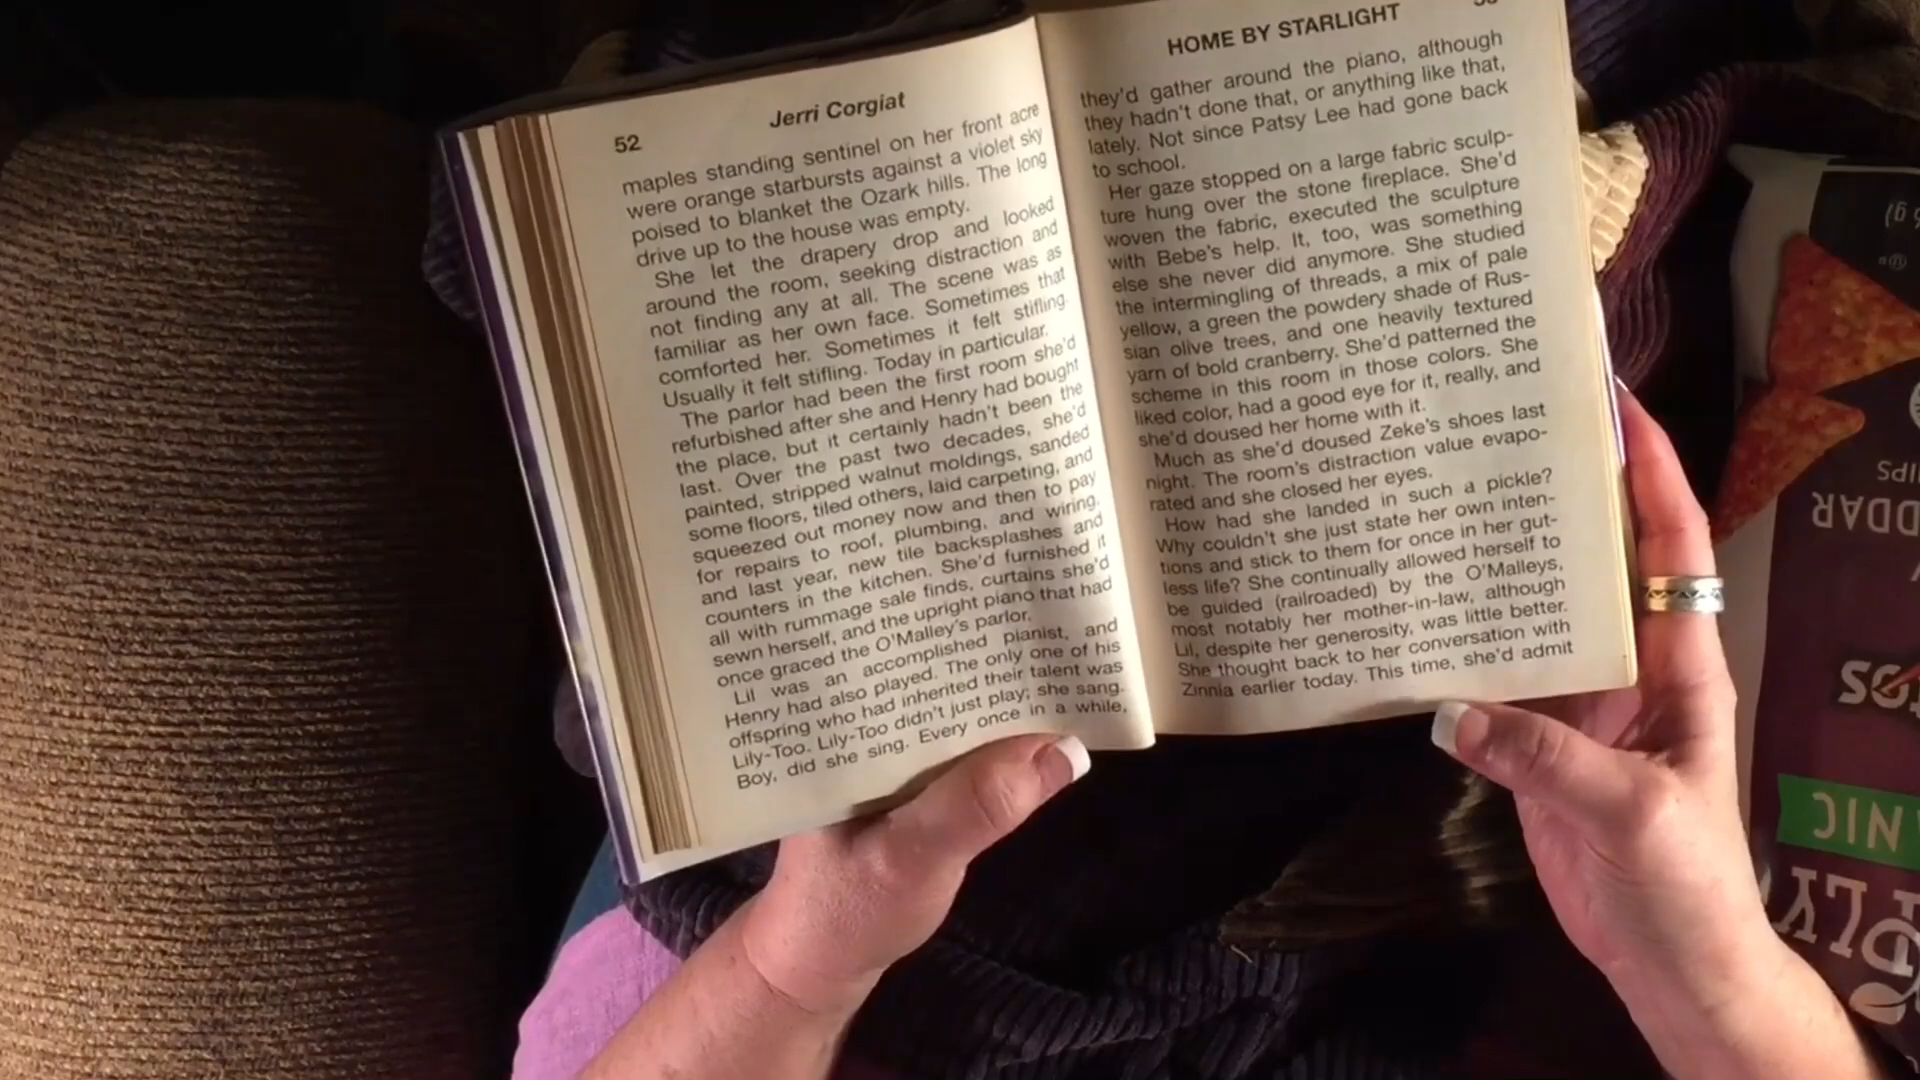 52
Jerri Corgiat
maples standing sentinel on her front acre
were orange starbursts against a violet sky
poised to blanket the Ozark hills. The long
drive up to the house was empty.
She let the drapery drop and looked
around the room, seeking distraction and
not finding any at all. The scene was as
familiar as her own face. Sometimes that
comforted her. Sometimes it felt stifling.
Usually it felt stifling. Today in particular.
The parlor had been the first room she'd
refurbished after she and Henry had bought
the place, but it certainly hadn't been the
last. Over the past two decades, she'd
painted, stripped walnut moldings, sanded
some floors, tiled others, laid carpeting, and
squeezed out money now and then to pay
for repairs to roof, plumbing, and wiring,
and last year, new tile backsplashes and
counters in the kitchen. She'd furnished it
all with rummage sale finds, curtains she'd
sewn herself, and the upright piano that had
once graced the O'Malley's parlor.
Lil was an accomplished pianist, and
Henry had also played. The only one of his
offspring who had inherited their talent was
Lily-Too. Lily-Too didn't just play; she sang.
Boy, did she sing. Every once in a while,
HOME BY STARLIGHT
they'd gather around the piano, although
they hadn't done that, or anything like that,
lately. Not since Patsy Lee had gone back
to school.
Her gaze stopped on a large fabric sculp-
ture hung over the stone fireplace. She'd
woven the fabric, executed the sculpture
with Bebe's help. It, too, was something
else she never did anymore. She studied
the intermingling of threads, a mix of pale
yellow, a green the powdery shade of Rus-
sian olive trees, and one heavily textured
yarn of bold cranberry. She'd patterned the
scheme in this room in those colors. She
liked color, had a good eye for it, really, and
she'd doused her home with it.
Much as she'd doused Zeke's shoes last
night. The room's distraction value evapo-
rated and she closed her eyes.
How had she landed in such a pickle?
Why couldn't she just state her own inten-
tions and stick to them for once in her gut-
less life? She continually allowed herself to
be guided (railroaded) by the O'Malleys,
most notably her mother-in-law, although
Lil, despite her generosity, was little better.
She thought back to her conversation with
Zinnia earlier today. This time, she'd admit